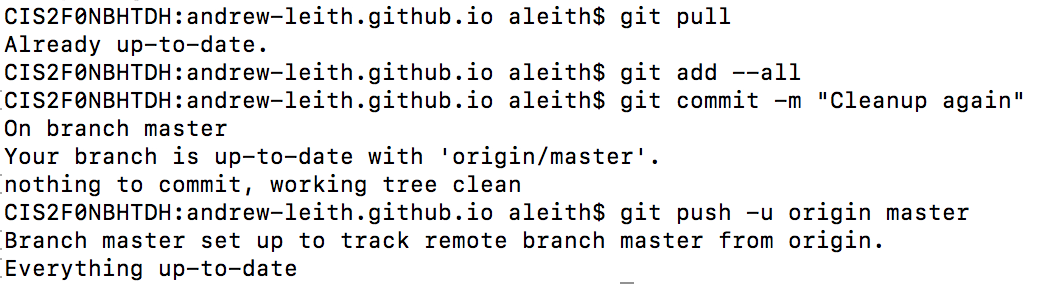 CIS2F0NBHTDH:andrew-leith.github.io aleith$ git pull
Already up-to-date.
CIS2F0NBHTDH:andrew-leith.github.io aleith$ git add --all
[CIS2F0NBHTDH:andrew-leith.github.io aleith$ git commit -m "Cleanup again"
On branch master
Your branch is up-to-date with 'origin/master'.
[nothing to commit, working tree clean
CIS2F0NBHTDH:andrew-leith.github.io aleith$ git push -u origin master
[Branch master set up to track remote branch master from origin.
[Everything up-to-date